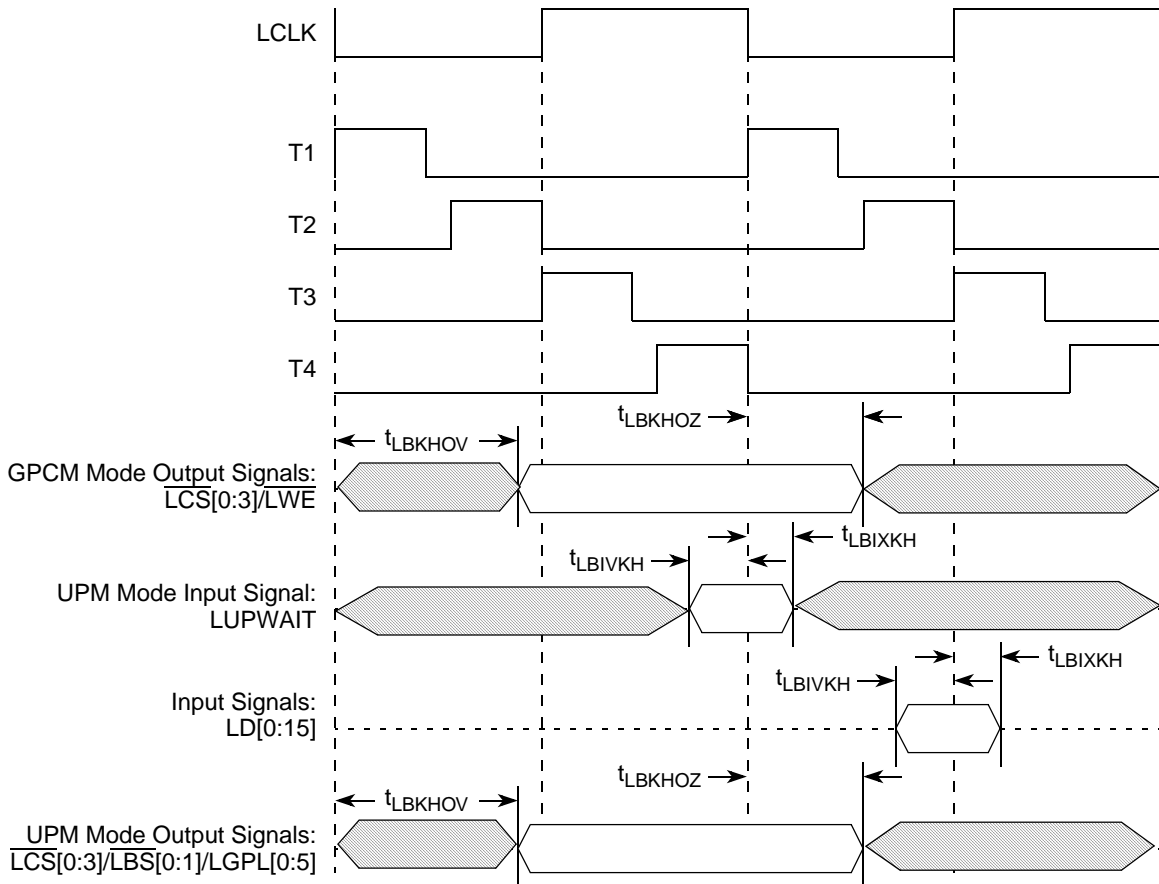 LCLK
T1
T2
T3
T4
tLBKHOZ
tLBKHOV
GPCM Mode Output Signals:
LCS[0:3]/LWE
tLBIXKH
tLBIVKH
UPM Mode Input Signal:
LUPWAIT
tLBIXKH
tLBIVKH
Input Signals:
LD[0:15]
tLBKHOZ
tLBKHOV
UPM Mode Output Signals:
LCS[0:3]/LBS[0:1]/LGPL[0:5]